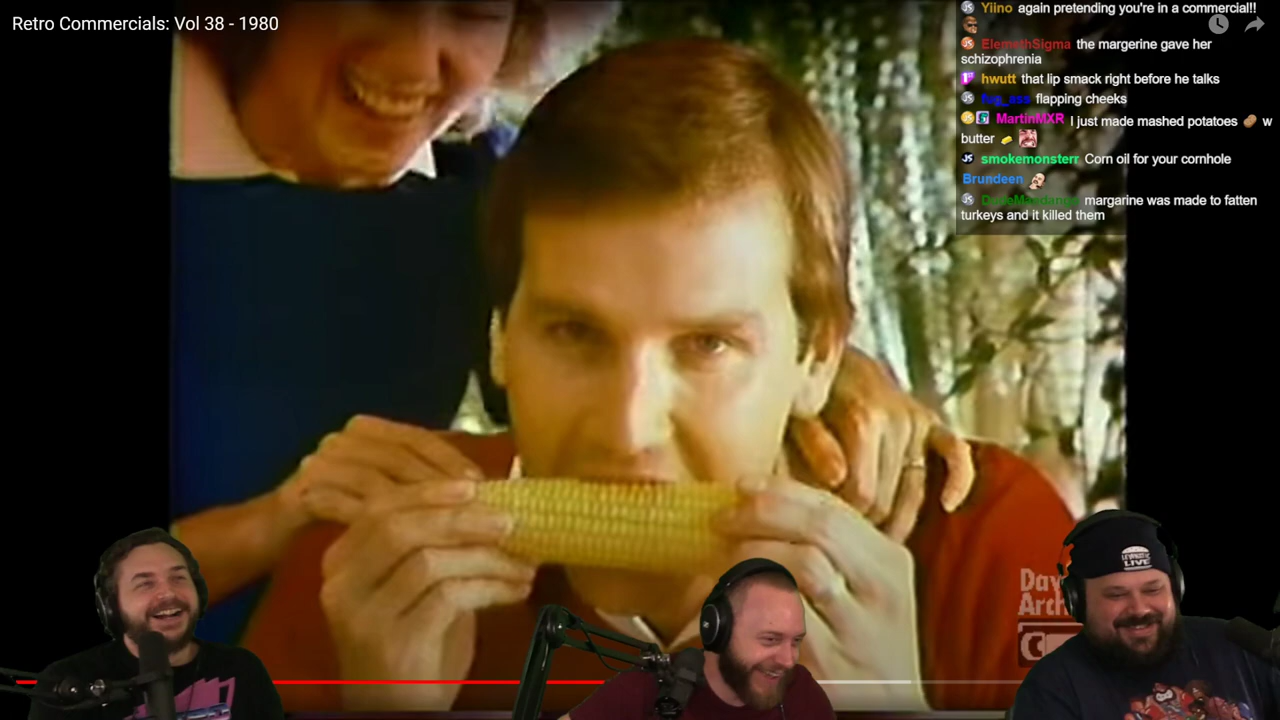 Retro Commercials: Vol 38 - 1980
Yiino again pretending you're in a commercial!!
ElemethSigma the margerine gave her
schizophrenia
hwutt that lip smack right before he talks
fug_ass flapping cheeks
MartinMXR I just made mashed potatoes w
butter
smokemonsterr Corn oil for your cornhole
Brundeen
margarine was made to fatten
turkeys and it killed them
LIVE